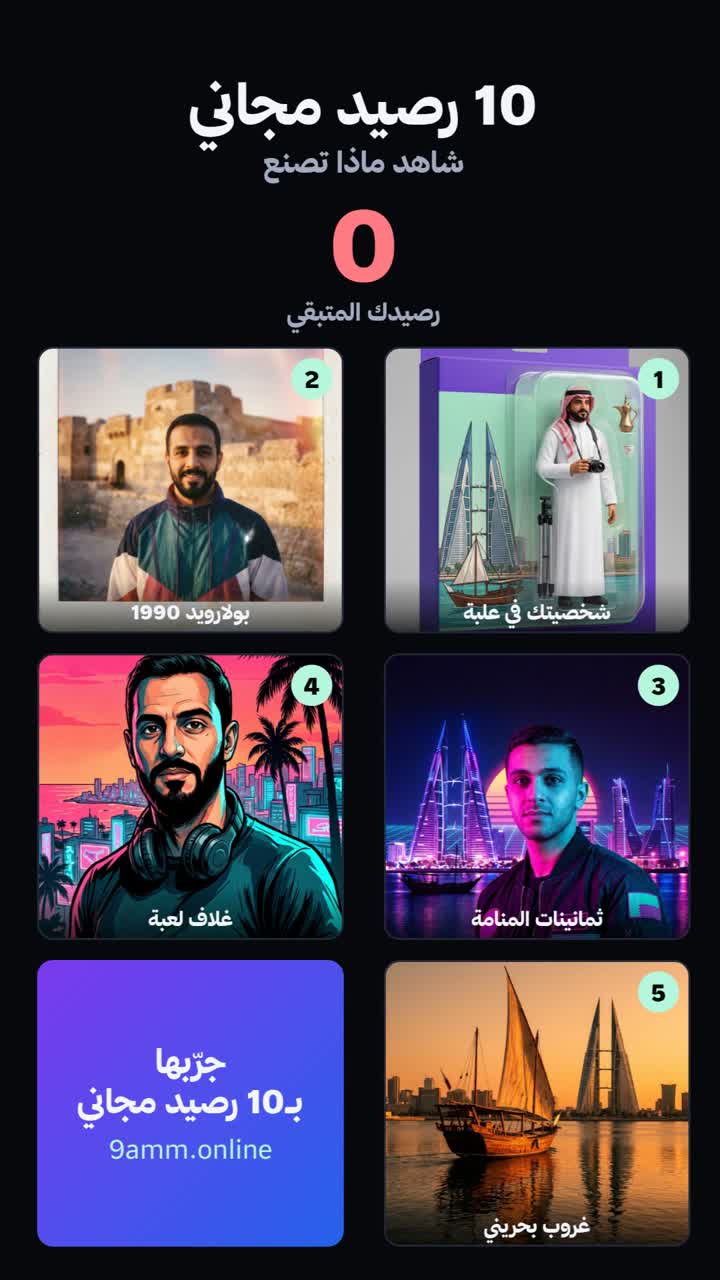 10 رصيد مجاني
شاهد ماذا تصنع
0
رصيدك المتبقي
1
شخصيتك في علبة
2
بولارويد 1990
3
ثمانينات المنامة
4
غلاف لعبة
5
غروب بحريني
جرّبها
بـ10 رصيد مجاني
9amm.online